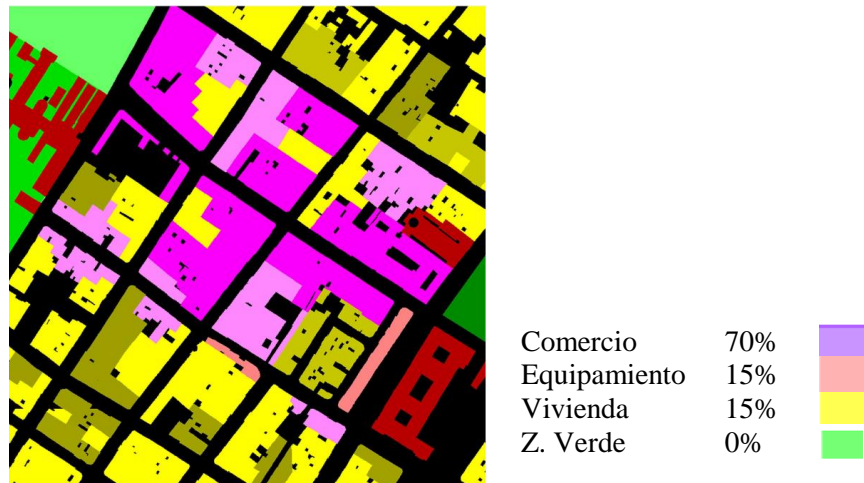 Comercio 70%
Equipamiento 15%
Vivienda 15%
Z. Verde 0%